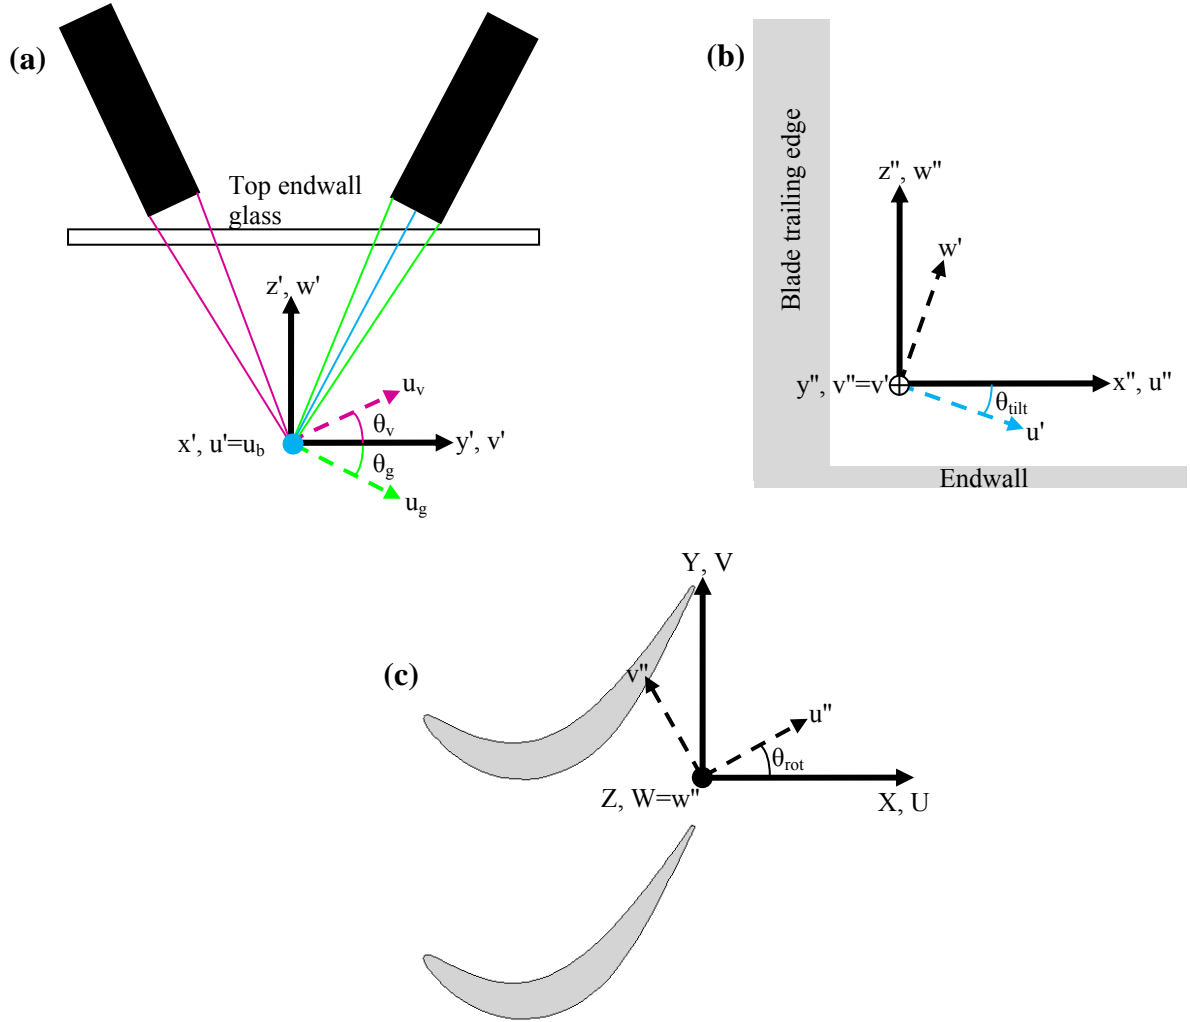 (a)
Top endwall
glass
z', w'
u_v
θ_v
x', u'=u_b
y', v'
θ_g
u_g
(b)
Blade trailing edge
z", w"
w'
y", v"=v'
x", u"
θ_tilt
u'
Endwall
(c)
Y, V
v"
u"
θ_rot
Z, W=w"
X, U